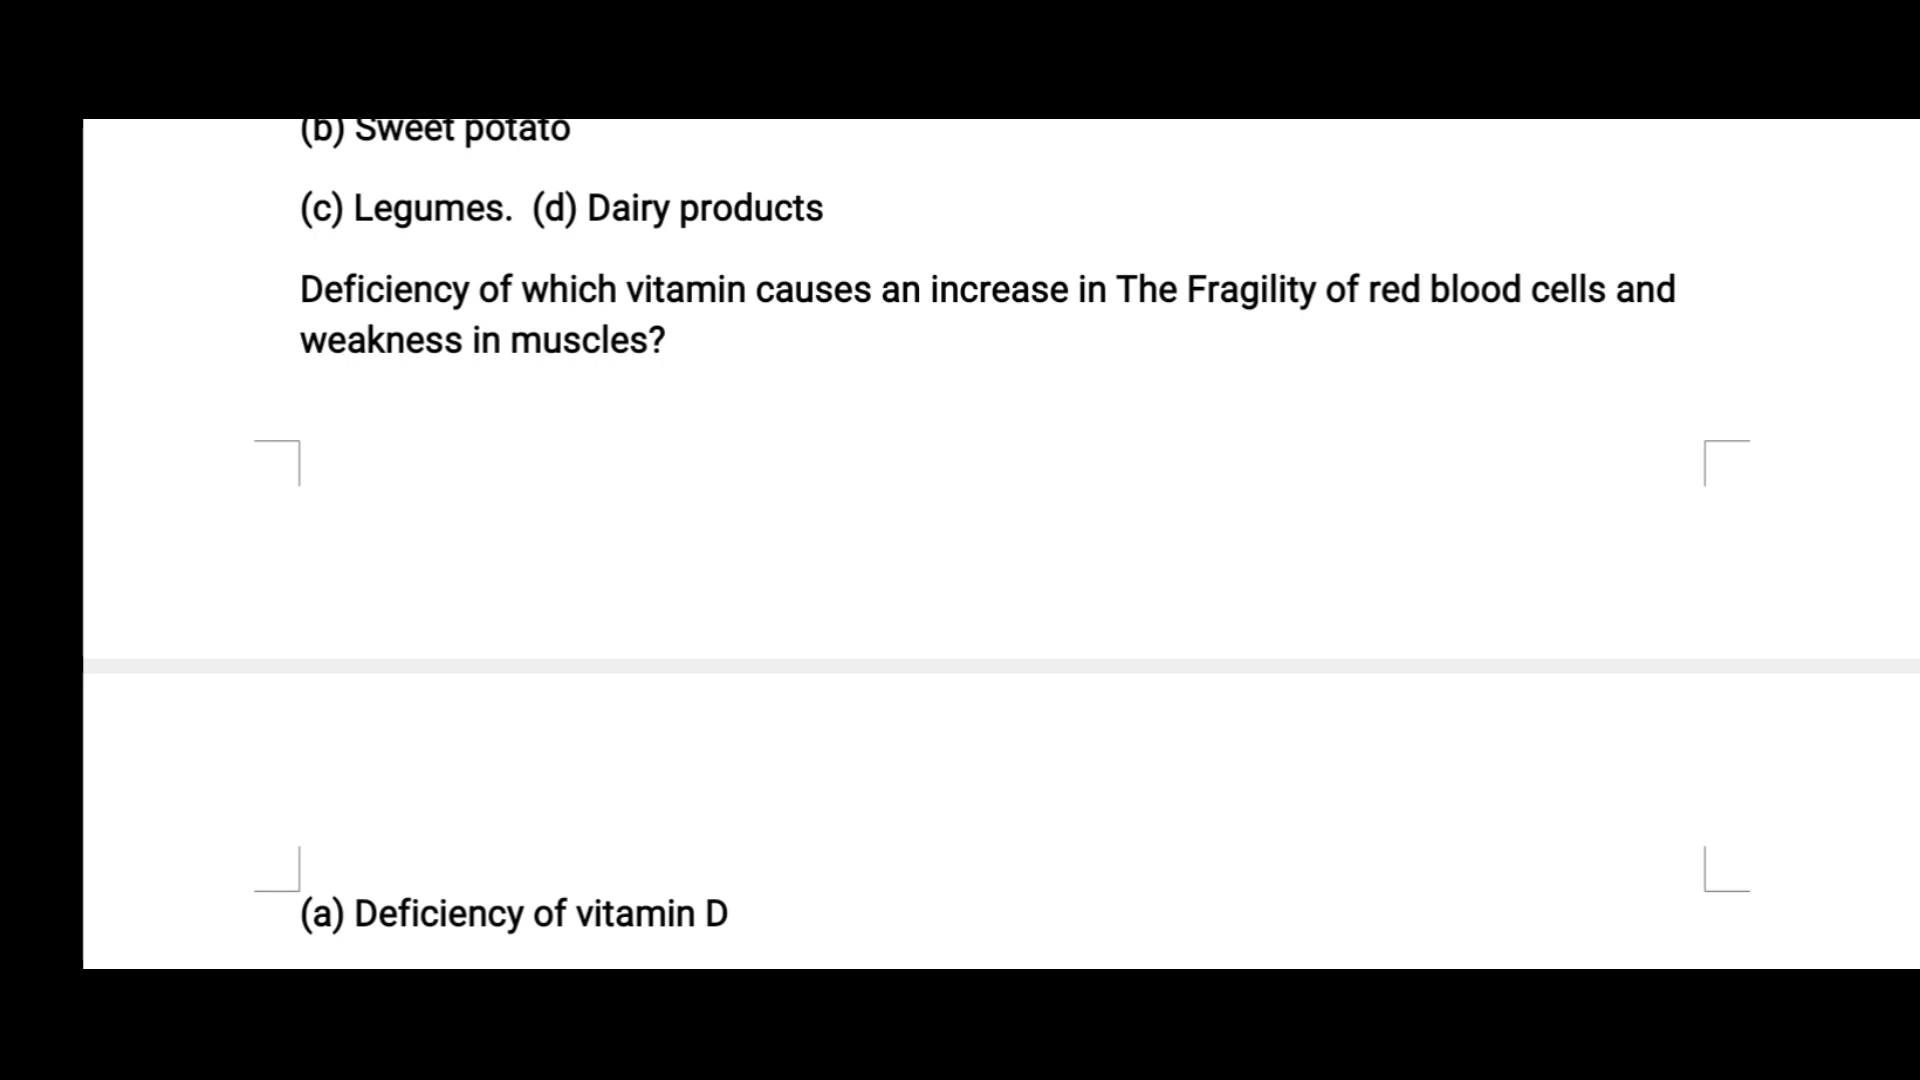 (b) Sweet potato
(c) Legumes. (d) Dairy products
Deficiency of which vitamin causes an increase in The Fragility of red blood cells and
weakness in muscles?
(a) Deficiency of vitamin D